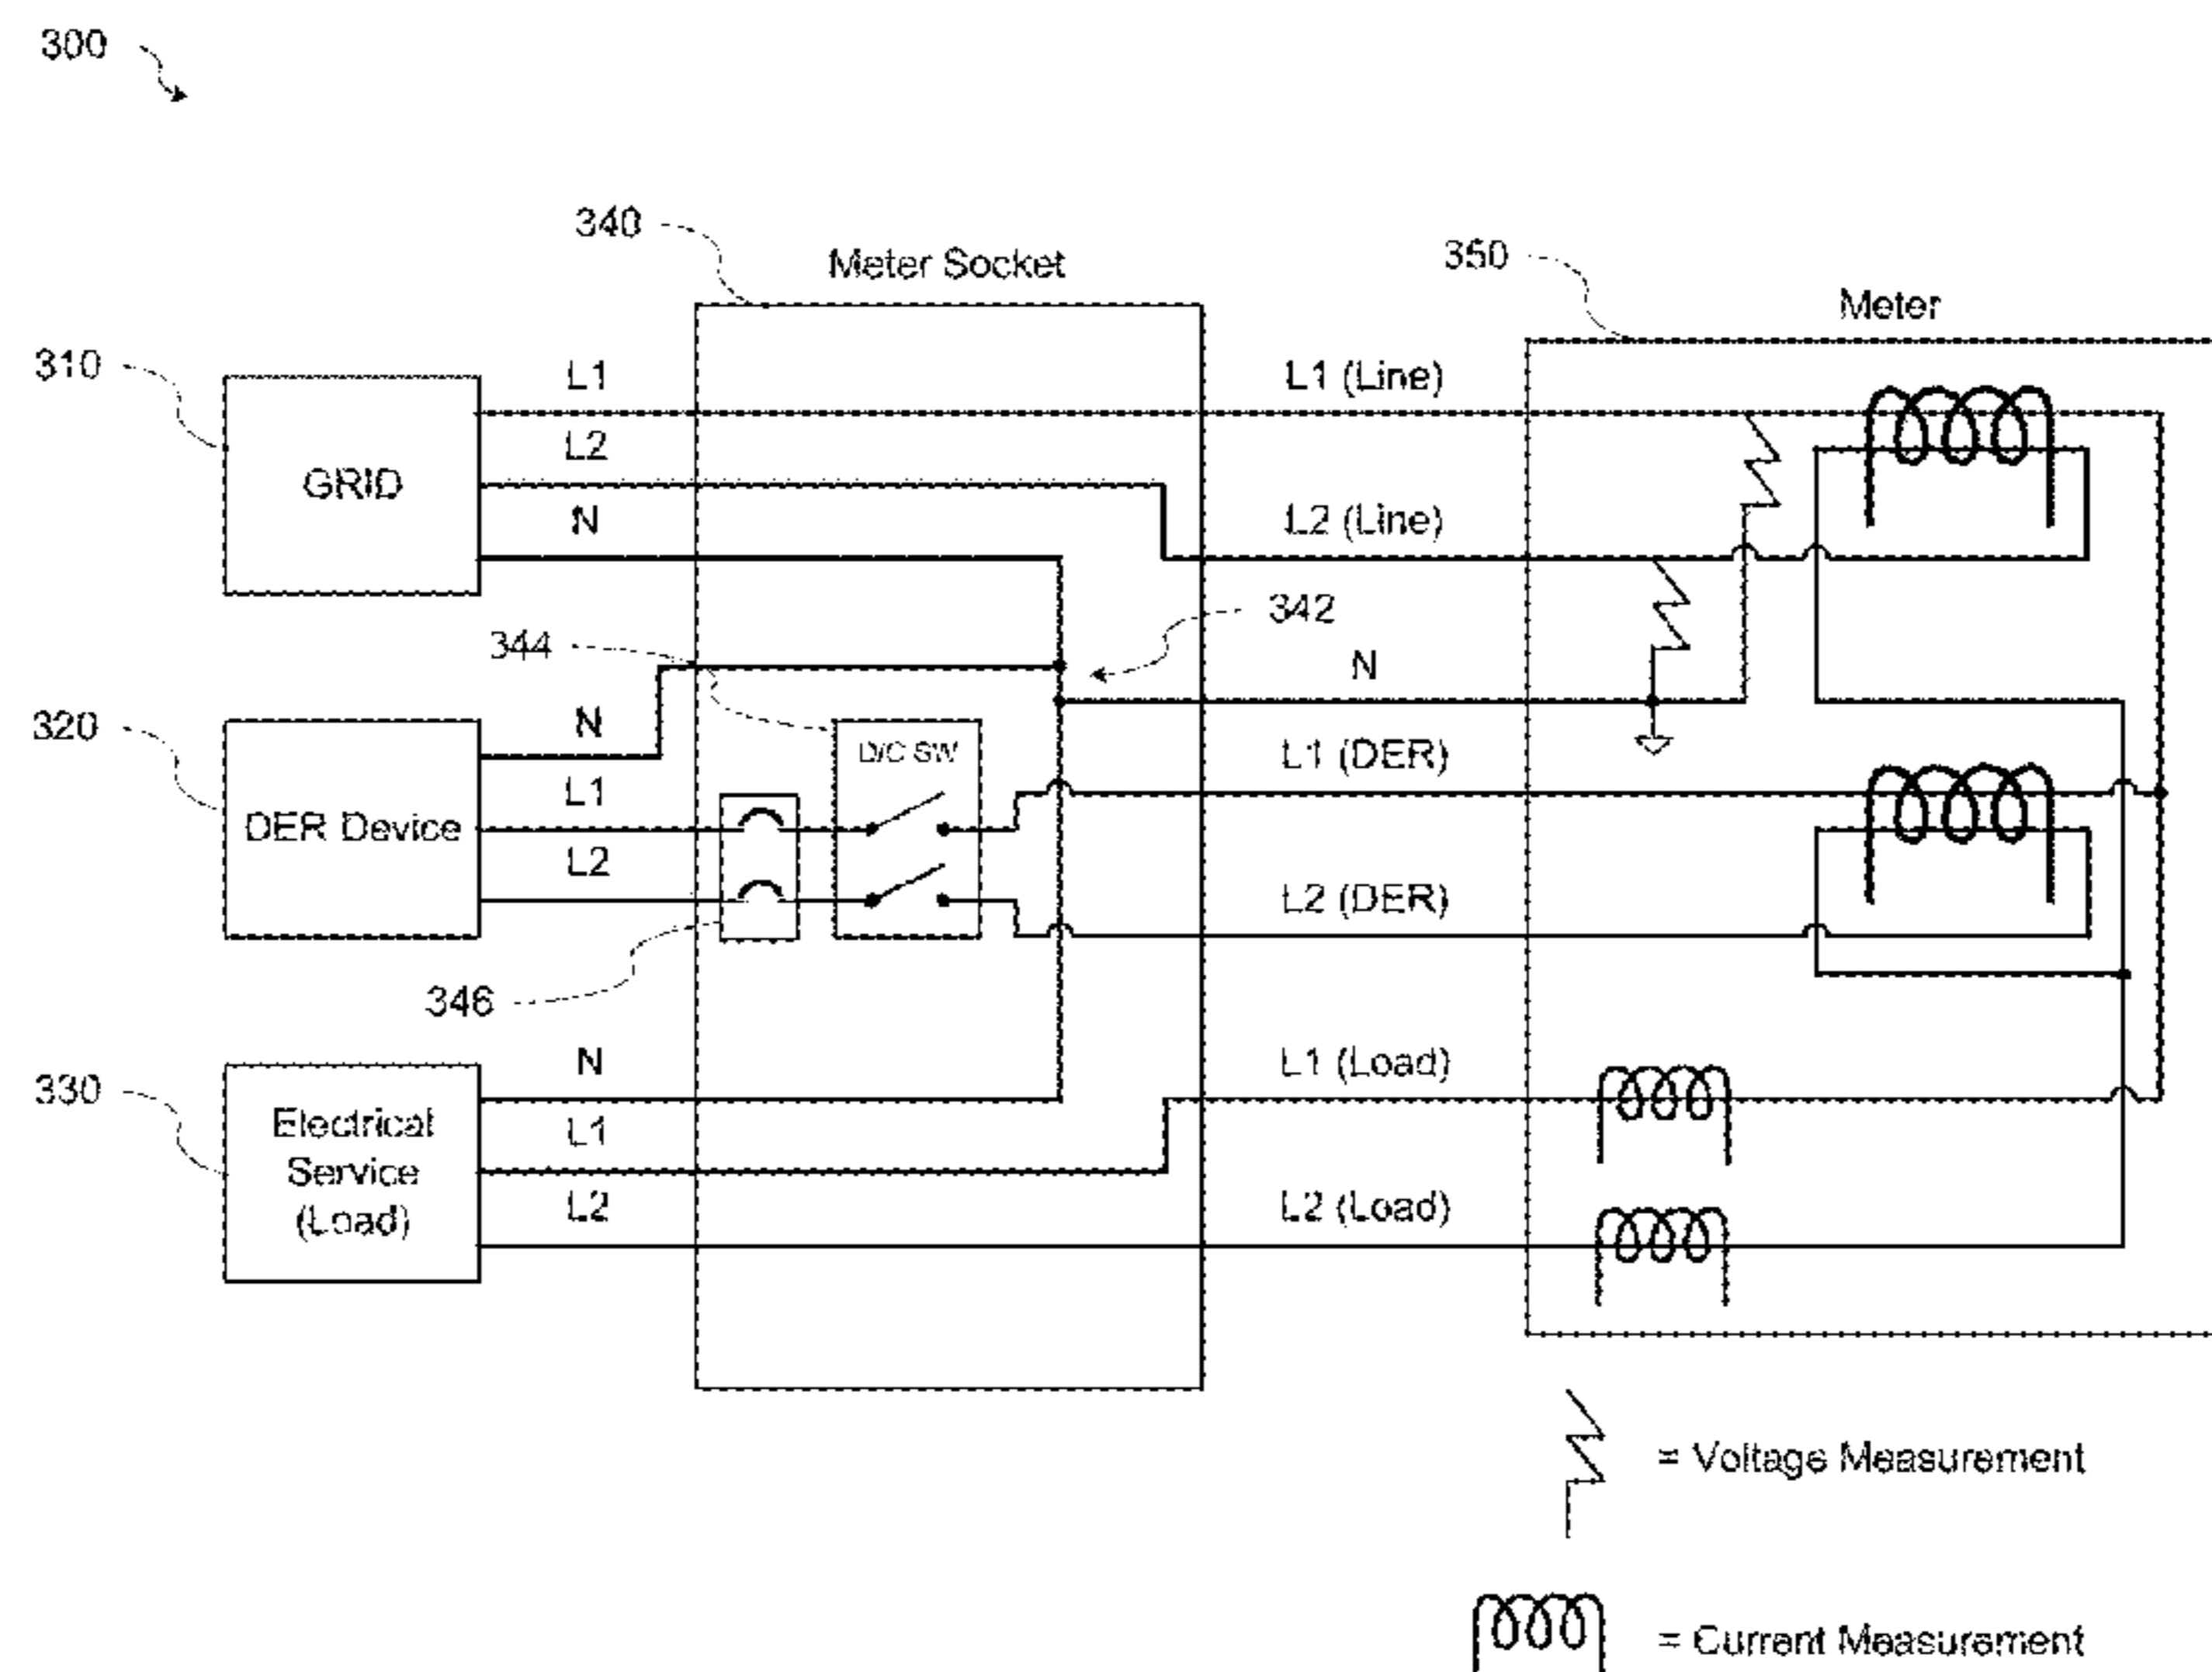 300
340
Meter Socket
350
Meter
310
GRID
L1
L2
N
L1 (Line)
L2 (Line)
344
342
N
320
DER Device
N
L1
L2
D/C SW
L1 (DER)
L2 (DER)
346
330
Electrical
Service
(Load)
N
L1
L2
L1 (Load)
L2 (Load)
= Voltage Measurement
= Current Measurement